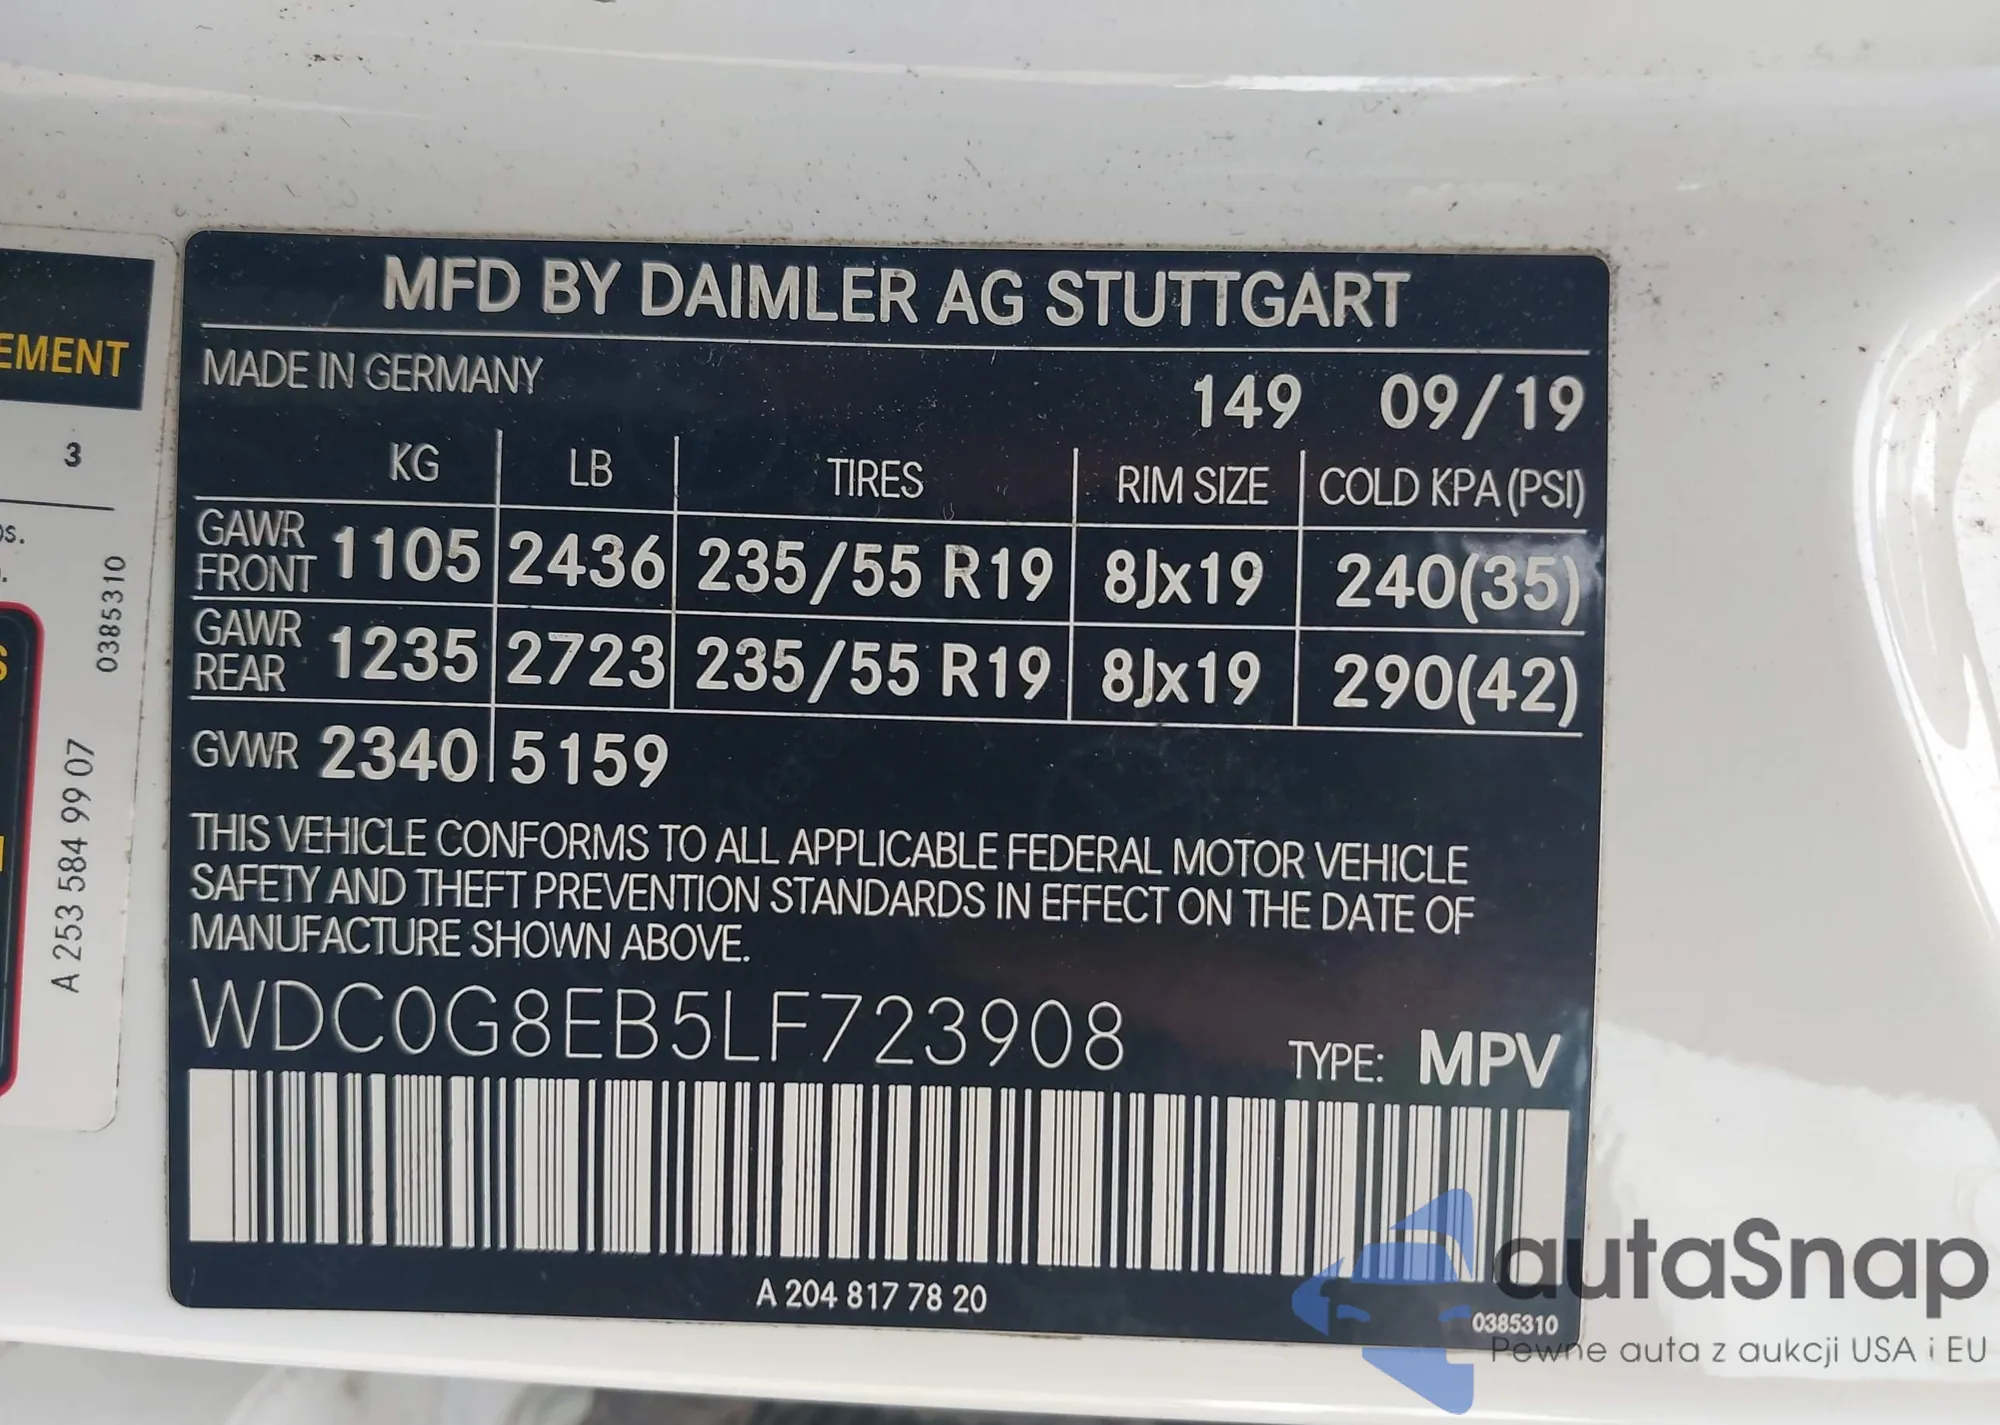 MFD BY DAIMLER AG STUTTGART
MADE IN GERMANY
149 09/19
KG LB TIRES RIM SIZE COLD KPA (PSI)
GAWR FRONT 1105 2436 235/55 R19 8Jx19 240(35)
GAWR REAR 1235 2723 235/55 R19 8Jx19 290(42)
GVWR 2340 5159
THIS VEHICLE CONFORMS TO ALL APPLICABLE FEDERAL MOTOR VEHICLE
SAFETY AND THEFT PREVENTION STANDARDS IN EFFECT ON THE DATE OF
MANUFACTURE SHOWN ABOVE.
WDC0G8EB5LF723908
TYPE: MPV
A 204 817 78 20
0385310
EMENT
3
0385310
A 253 584 99 07
autaSnap
Pewne auta z aukcji USA i EU